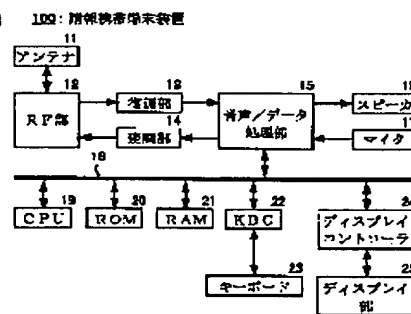 100: 情報携帯端末装置
11
アンテナ
12
RF部
13
復調部
14
変調部
15
音声/データ
処理部
スピーカ
マイク
18
19
CPU
20
ROM
21
RAM
22
KBC
23
キーボード
24
ディスプレイ
コントローラ
25
ディスプレイ
部